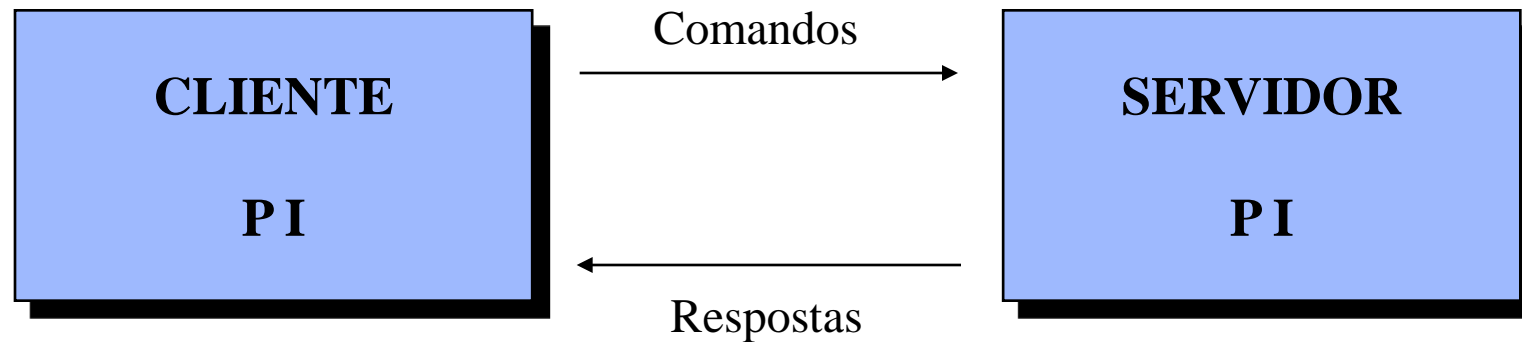 Comandos
CLIENTE
P I
SERVIDOR
P I
Respostas